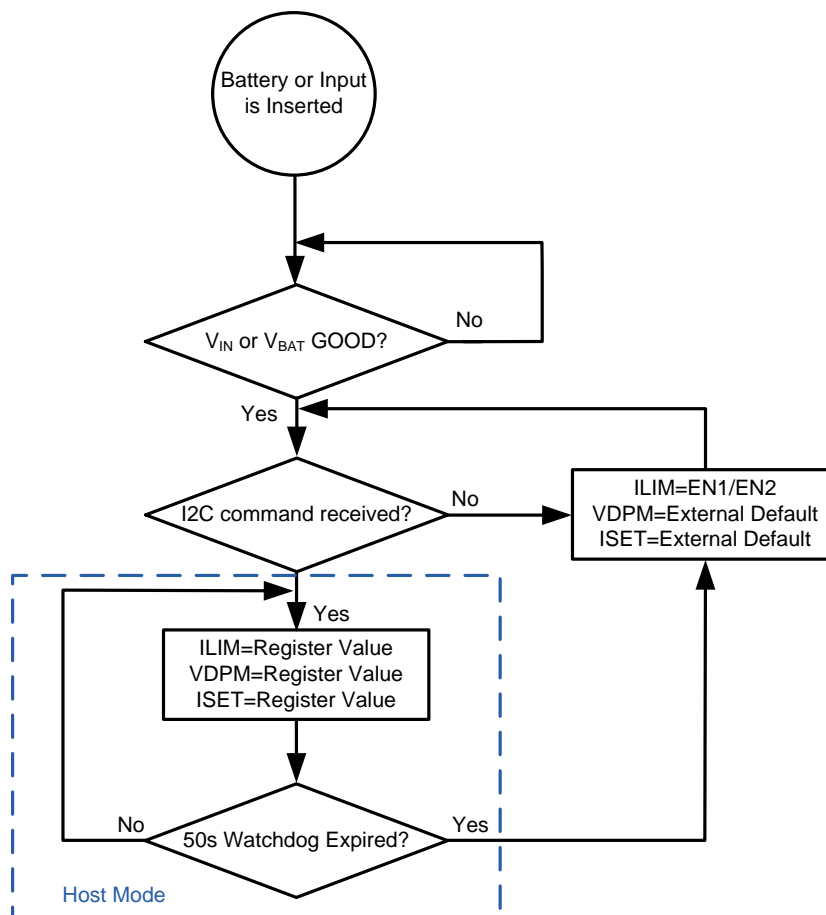 Battery or Input
is Inserted
V_IN or V_BAT GOOD?
No
Yes
I2C command received?
No
ILIM=EN1/EN2
VDPM=External Default
ISET=External Default
Yes
ILIM=Register Value
VDPM=Register Value
ISET=Register Value
No
50s Watchdog Expired?
Yes
Host Mode